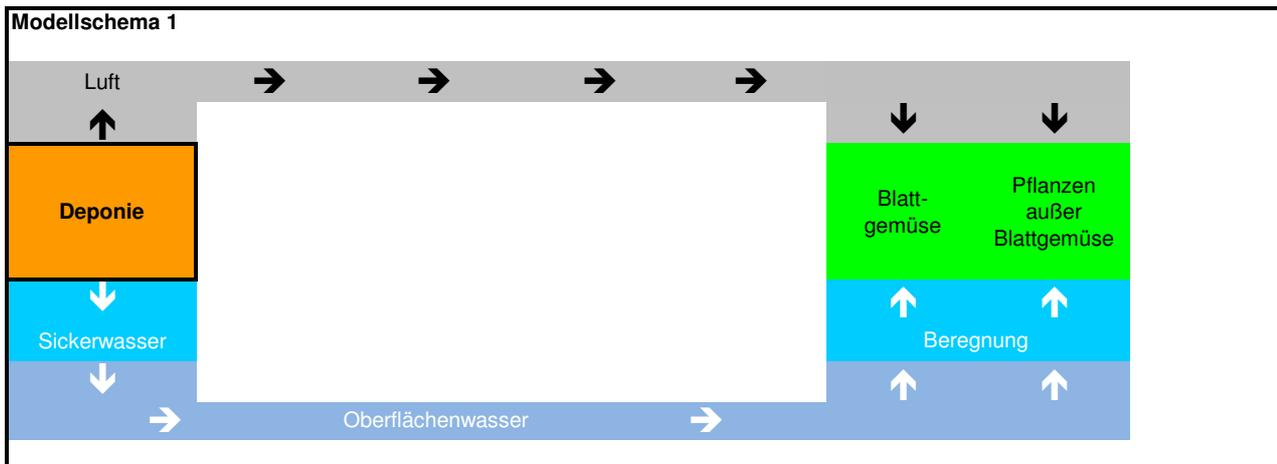 Modellschema 1
Luft
Deponie
Blatt-
gemüse
Pflanzen
außer
Blattgemüse
Sickerwasser
Beregnung
Oberflächenwasser